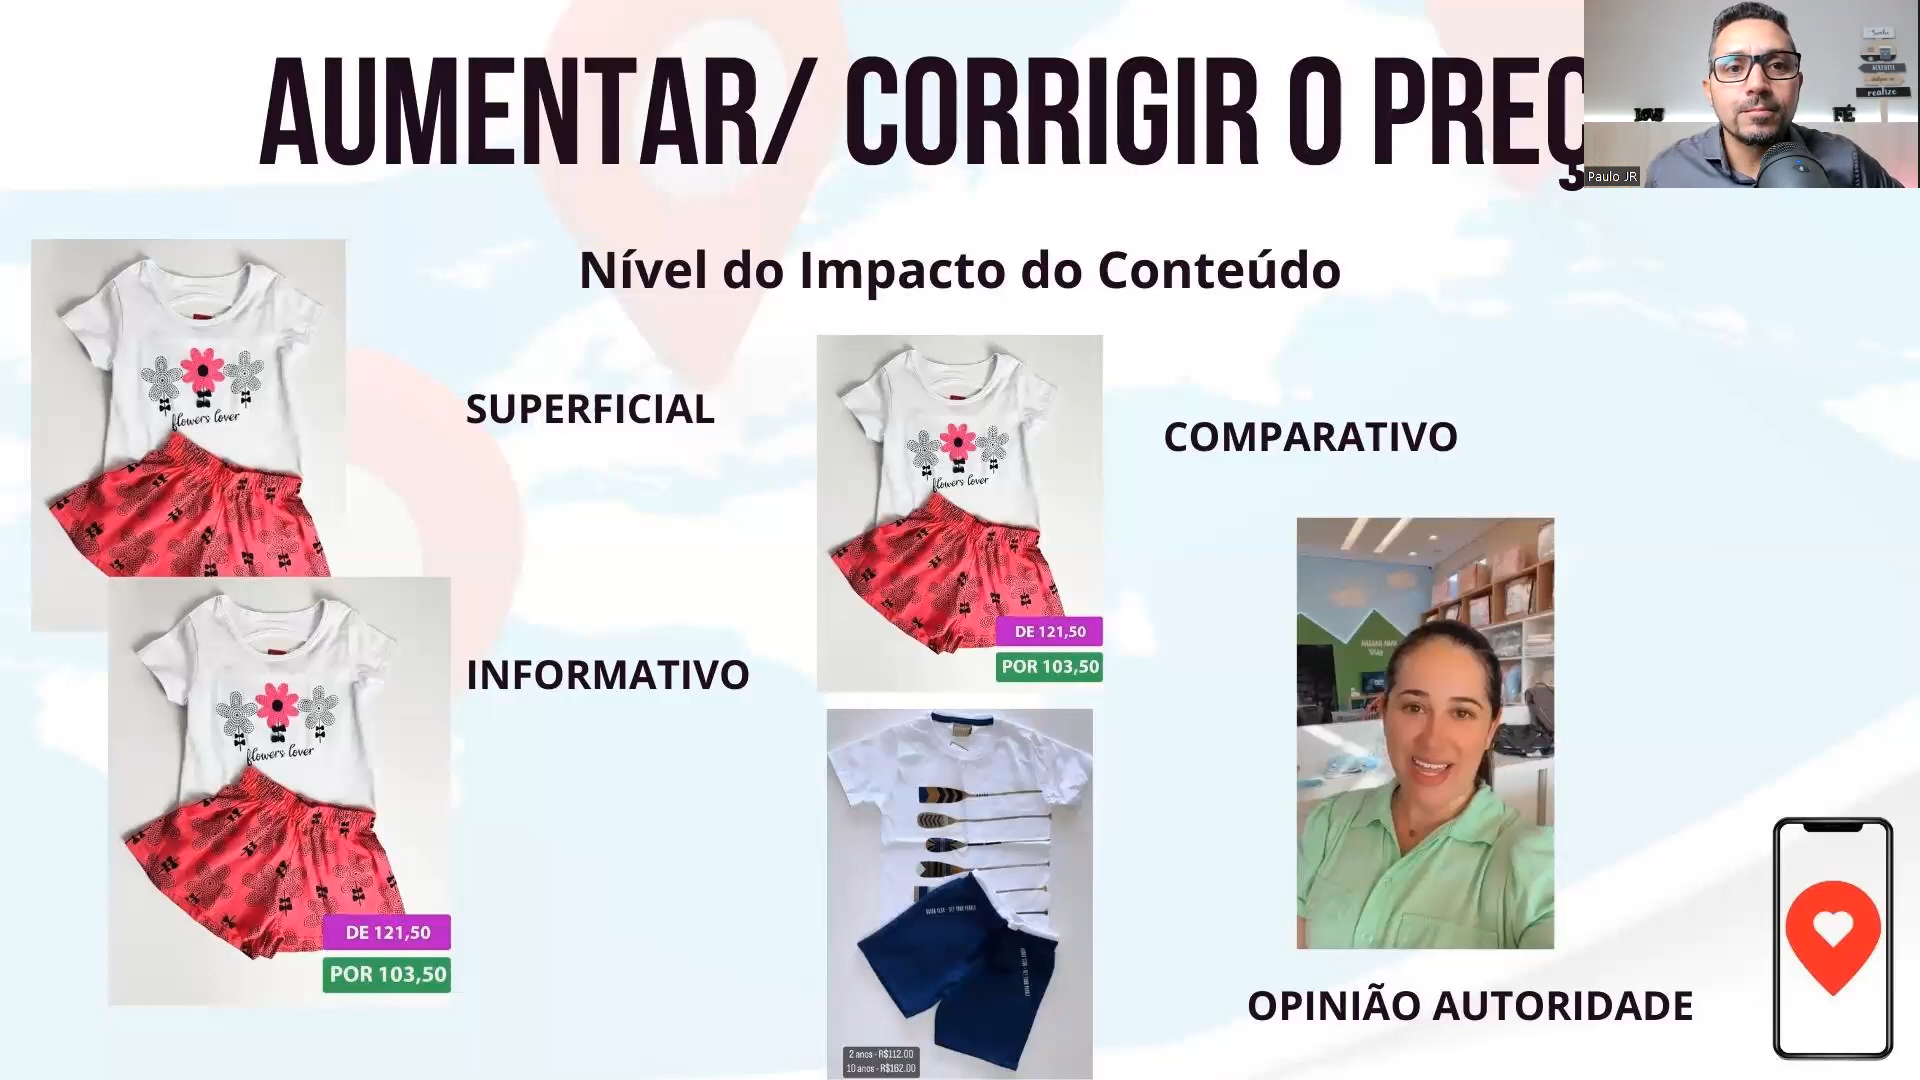 AUMENTAR/ CORRIGIR O PREÇ
Paulo JR
realize
FÉ
Nível do Impacto do Conteúdo
flowers lover
SUPERFICIAL
flowers lover
COMPARATIVO
DE 121,50
POR 103,50
flowers lover
INFORMATIVO
DE 121,50
POR 103,50
2 anos - R$112.00
10 anos - R$162.00
OPINIÃO AUTORIDADE